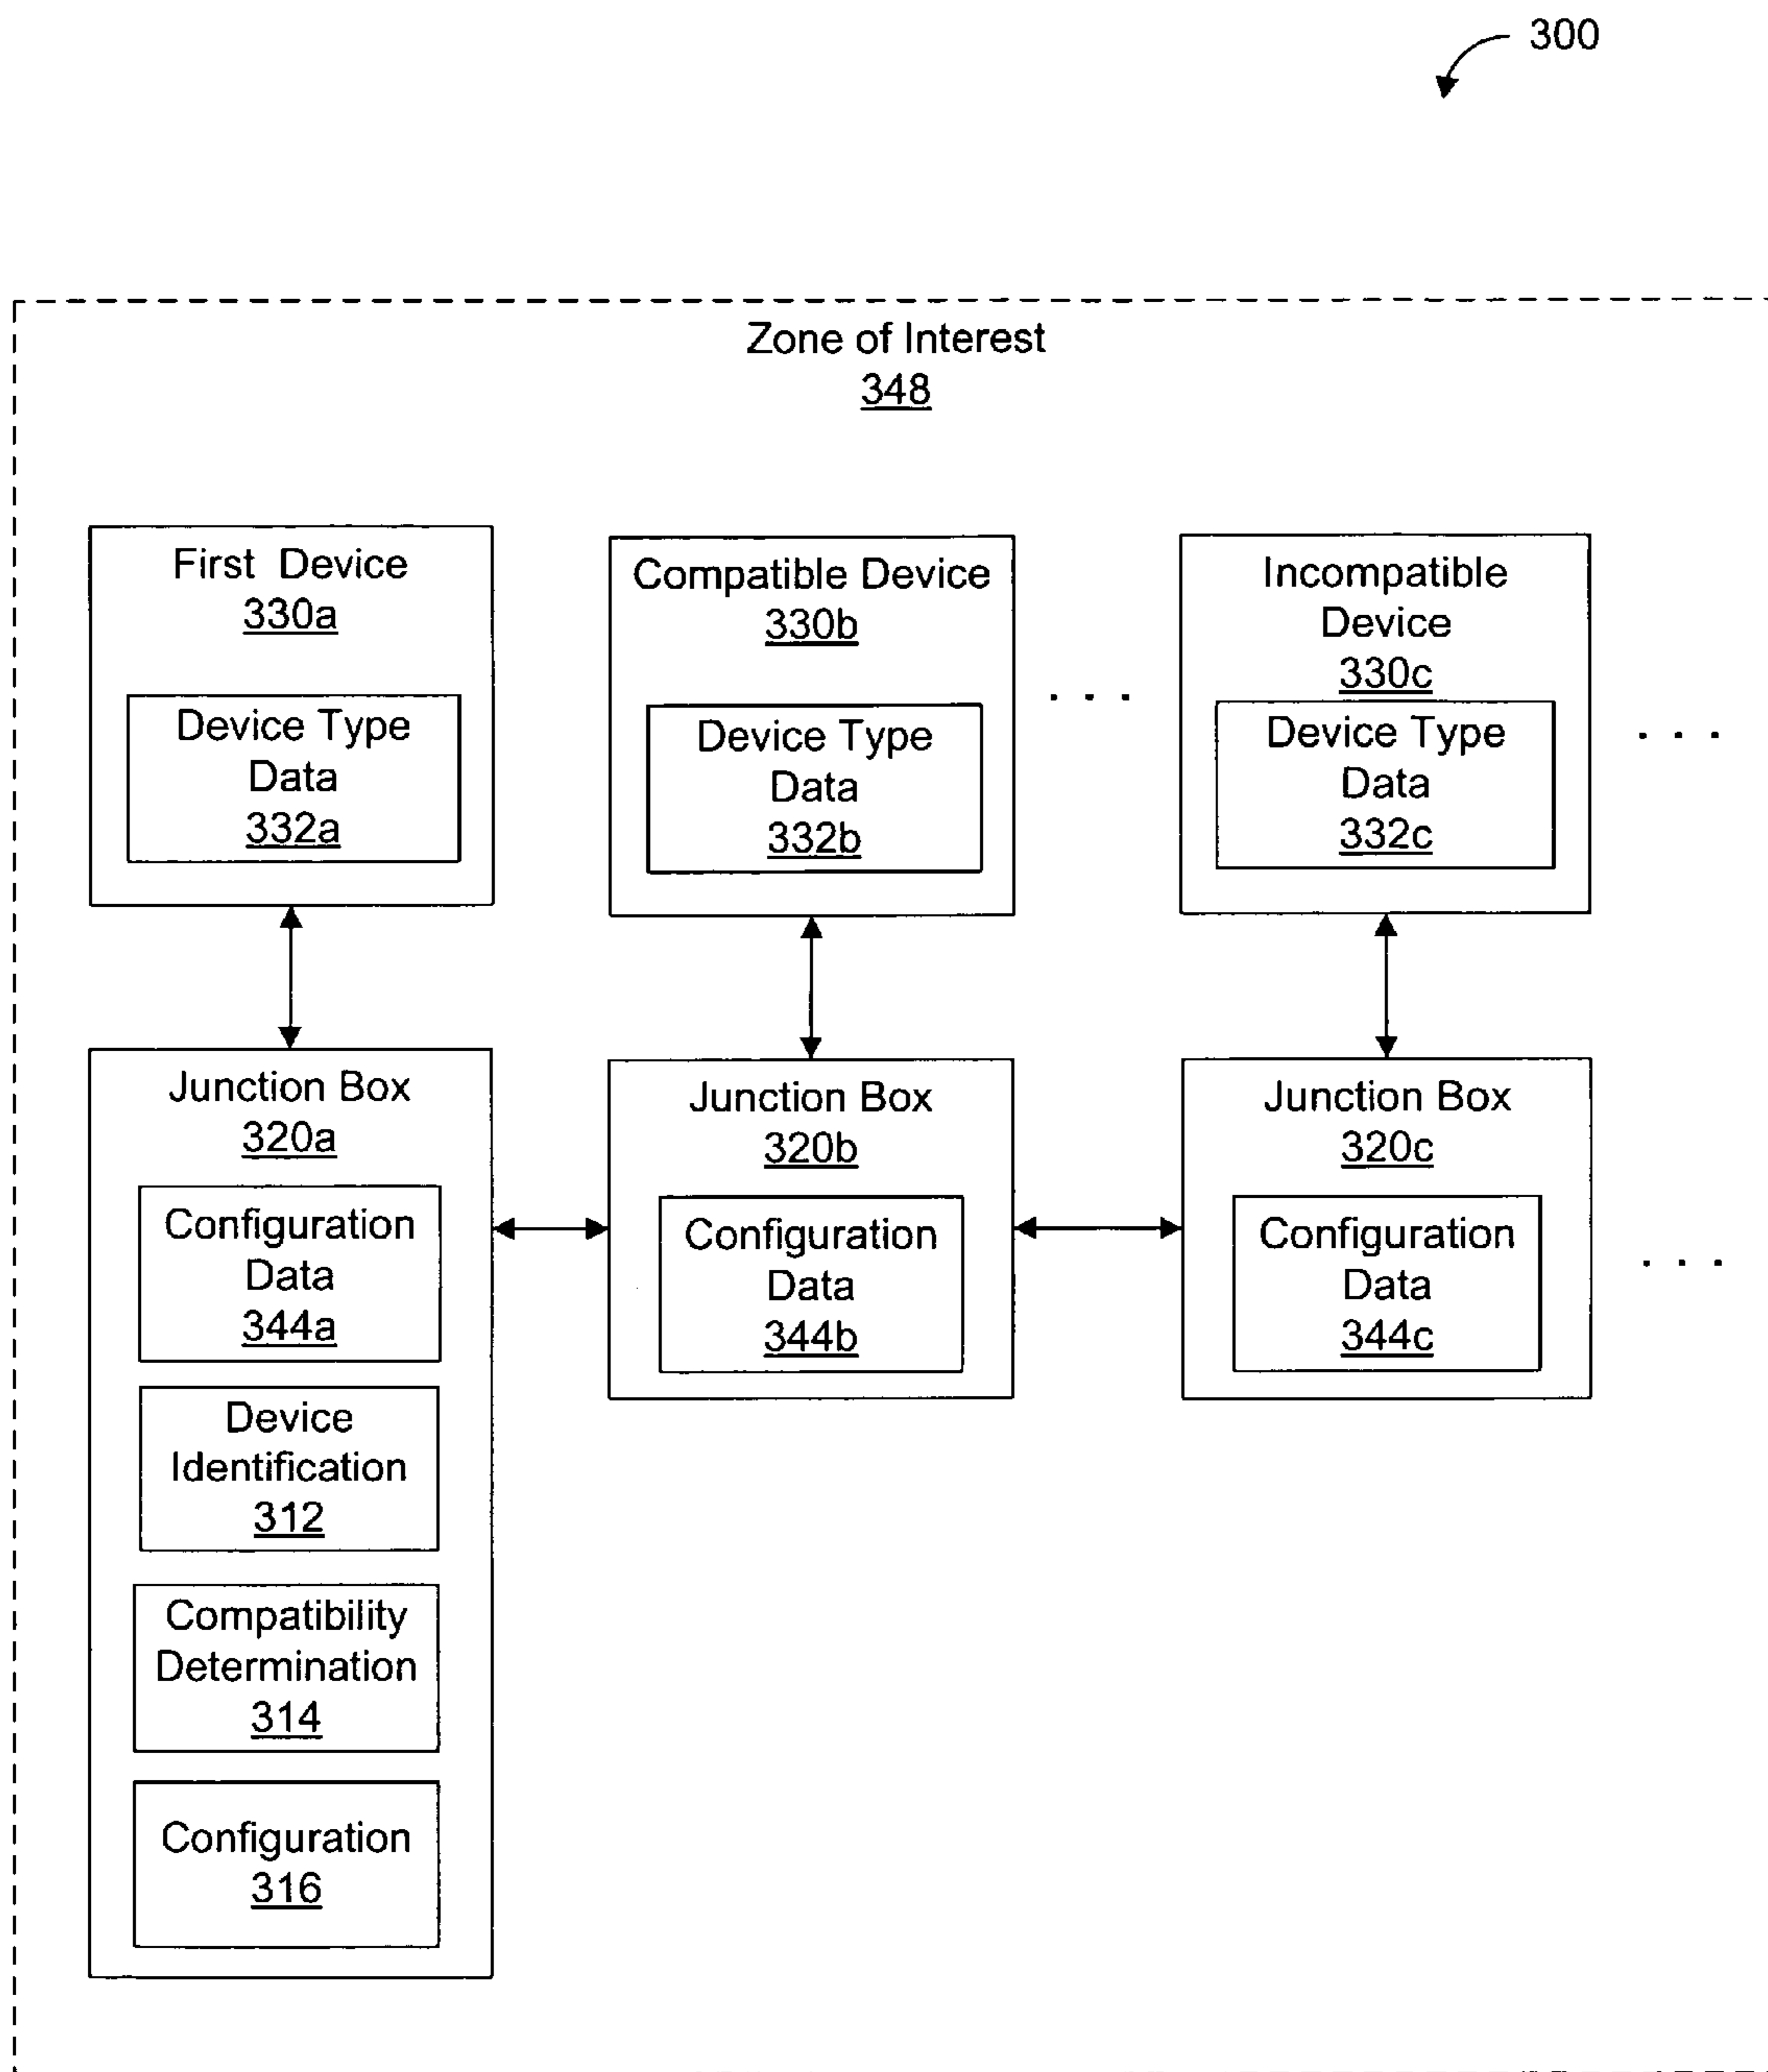 300
Zone of Interest
348
First Device
330a
Device Type
Data
332a
Compatible Device
330b
Device Type
Data
332b
. . .
Incompatible
Device
330c
Device Type
Data
332c
. . .
Junction Box
320a
Configuration
Data
344a
Device
Identification
312
Compatibility
Determination
314
Configuration
316
Junction Box
320b
Configuration
Data
344b
Junction Box
320c
Configuration
Data
344c
. . .